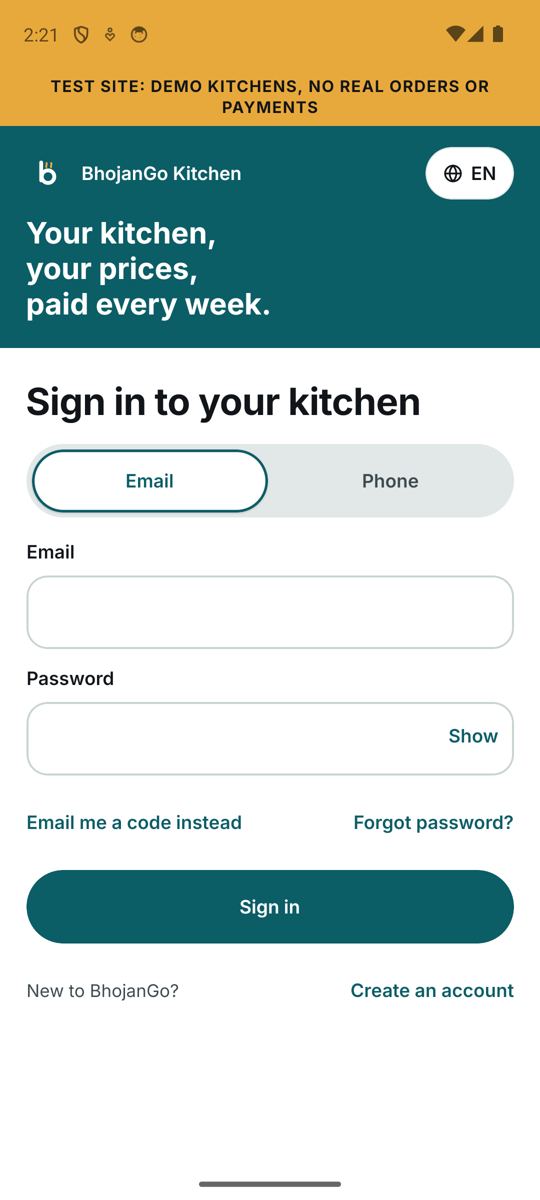 2:21
TEST SITE: DEMO KITCHENS, NO REAL ORDERS OR
PAYMENTS
b BhojanGo Kitchen
EN
Your kitchen,
your prices,
paid every week.
Sign in to your kitchen
Email
Phone
Email
Password
Show
Email me a code instead
Forgot password?
Sign in
New to BhojanGo?
Create an account